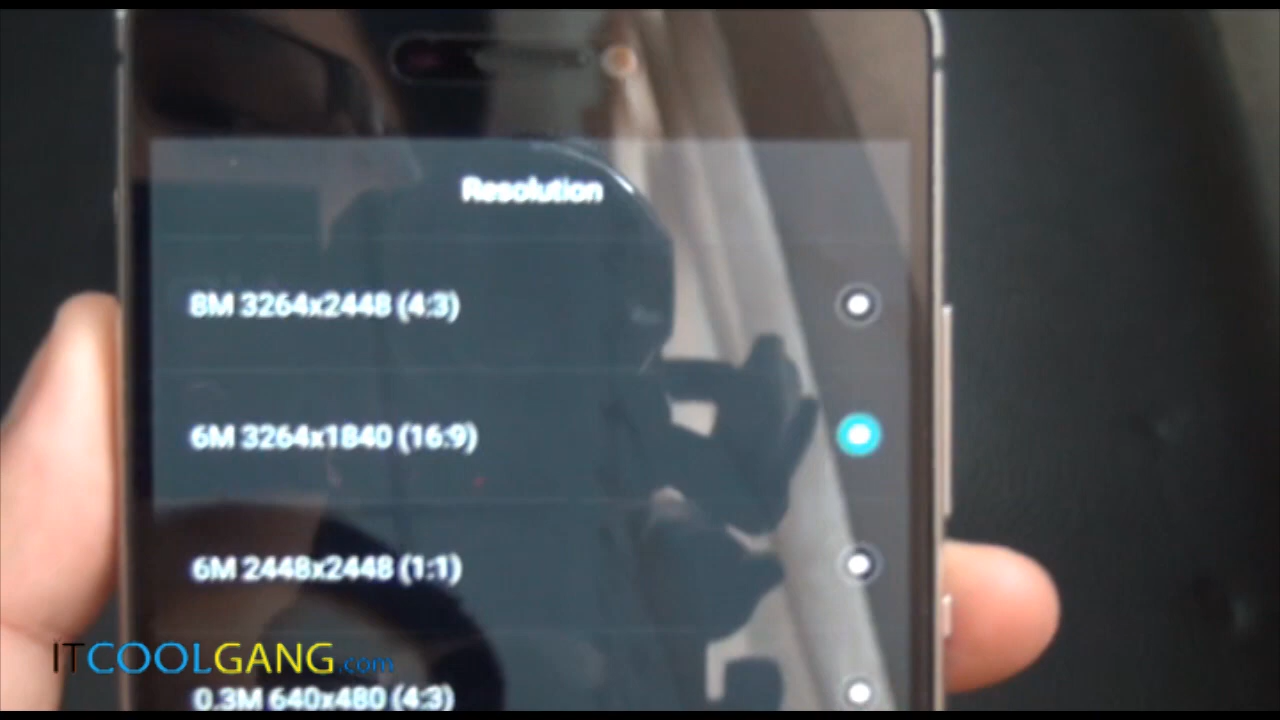 Resolution
8M 3264x2448 (4:3)
6M 3264x1840 (16:9)
6M 2448x2448 (1:1)
0.3M 640x480 (4:3)
ITCOOLGANG.com